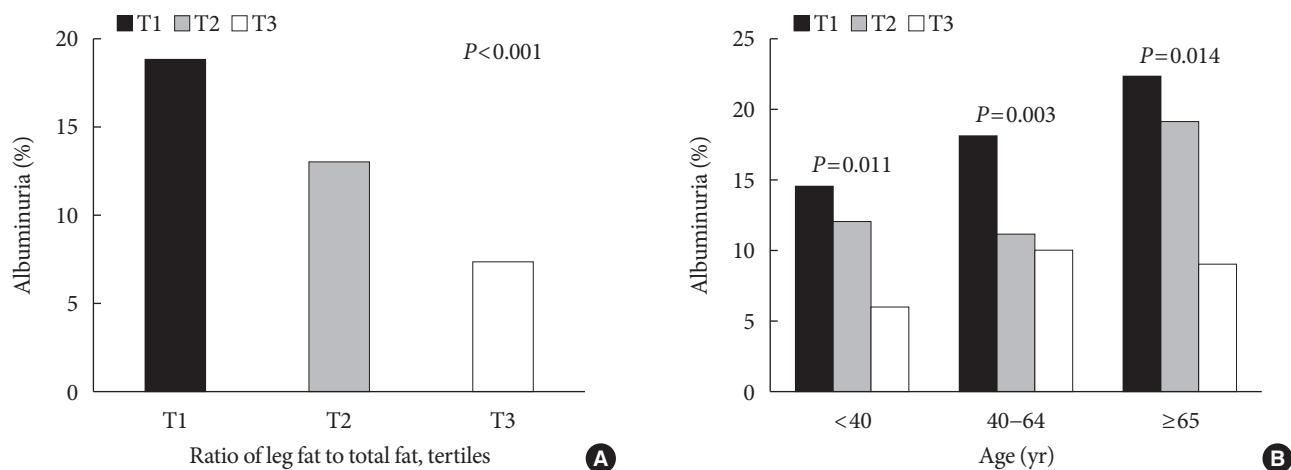 T1 T2 T3
20
15
10
5
0
Albuminuria (%)
P<0.001
T1 T2 T3
Ratio of leg fat to total fat, tertiles
A
T1 T2 T3
25
20
15
10
5
0
Albuminuria (%)
P=0.011
P=0.003
P=0.014
<40 40–64 ≥65
Age (yr)
B